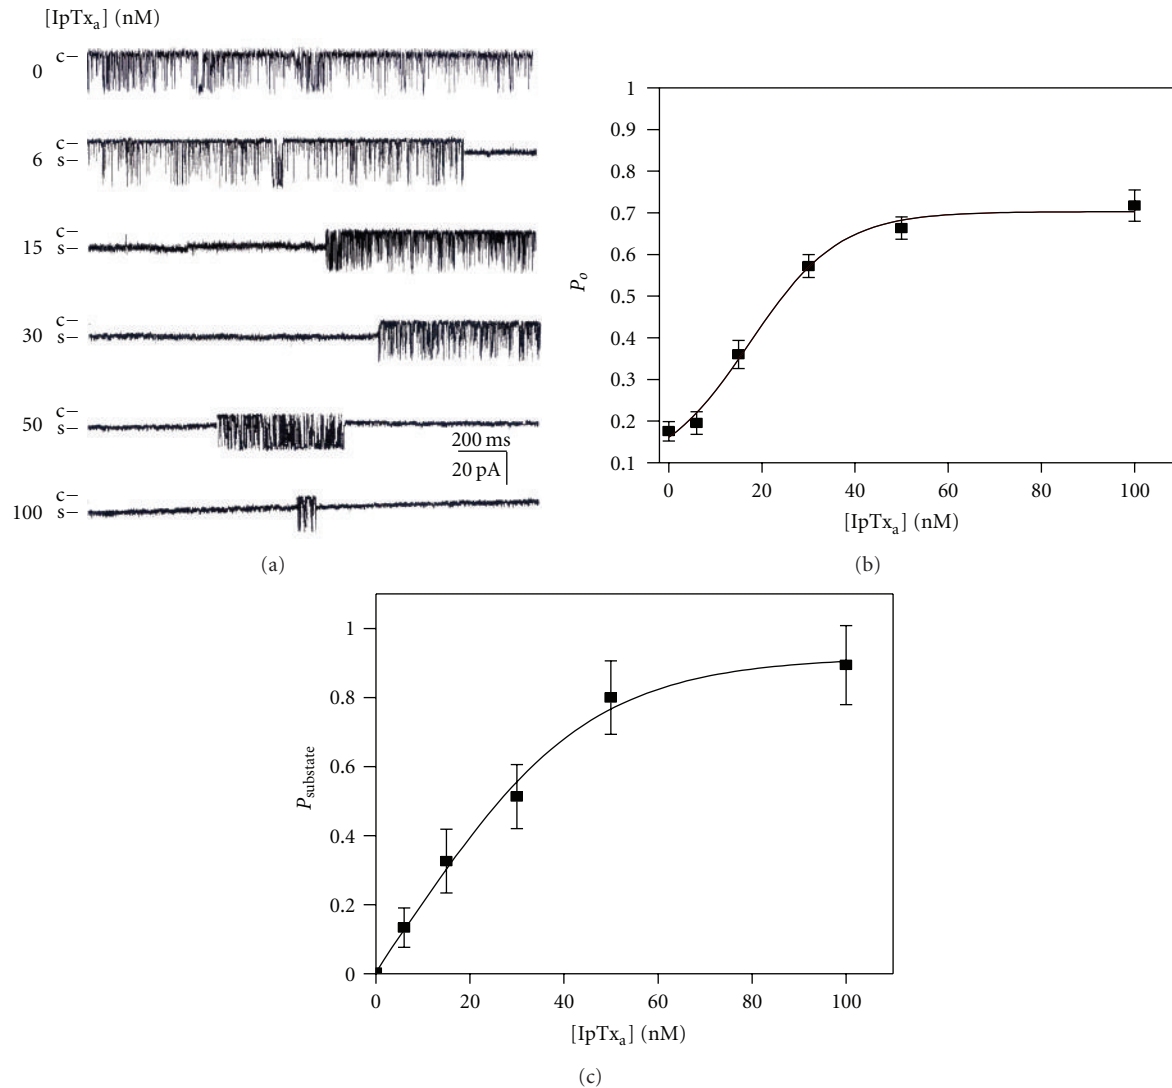 [IpTxa] (nM)
0
c
6
c
s
15
c
s
30
c
s
50
c
s
200 ms
20 pA
100
c
s
(a)
1
0.9
0.8
0.7
0.6
0.5
0.4
0.3
0.2
0.1
Po
0 20 40 60 80 100
[IpTxa] (nM)
(b)
1
0.8
0.6
0.4
0.2
0
Psubstate
0 20 40 60 80 100
[IpTxa] (nM)
(c)